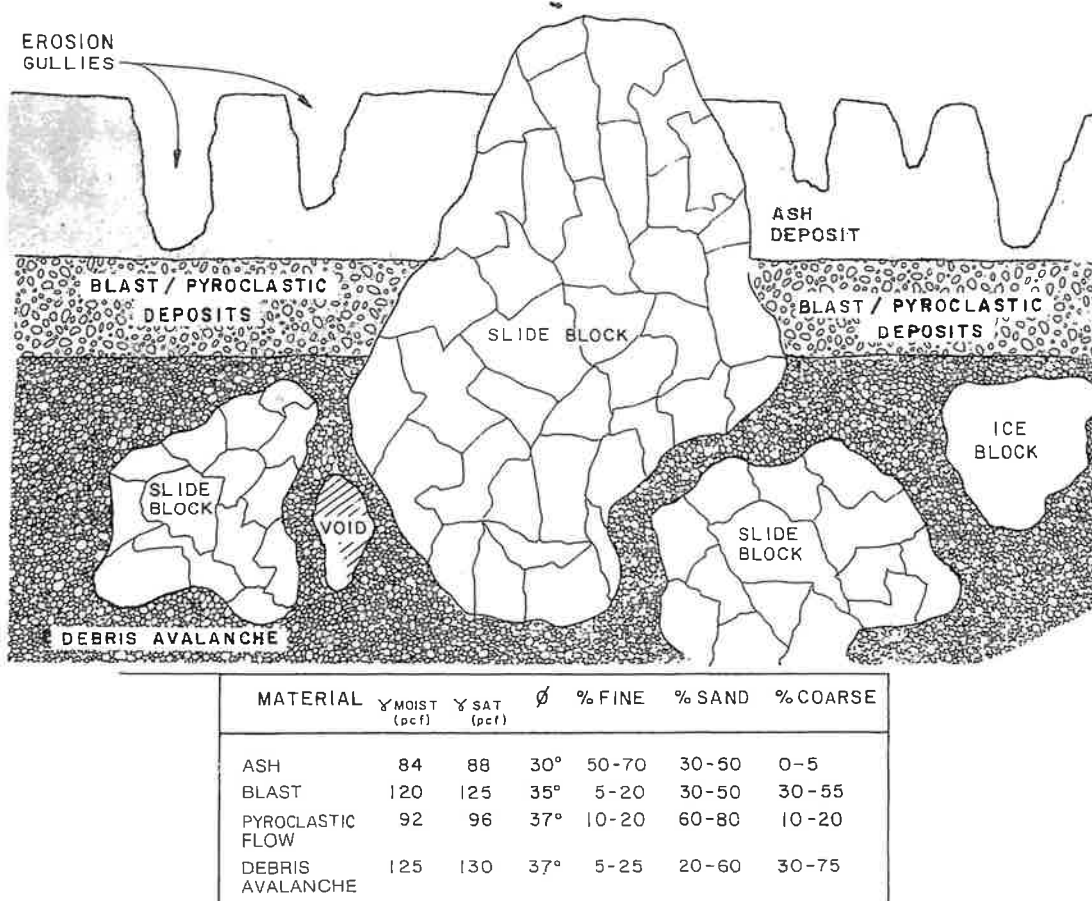 EROSION
GULLIES
ASH
DEPOSIT
BLAST / PYROCLASTIC
DEPOSITS
SLIDE BLOCK
BLAST / PYROCLASTIC
DEPOSITS
ICE
BLOCK
SLIDE
BLOCK
VOID
SLIDE
BLOCK
DEBRIS AVALANCHE
MATERIAL γ MOIST (pcf) γ SAT (pcf) ∅ % FINE % SAND % COARSE
ASH 84 88 30° 50-70 30-50 0-5
BLAST 120 125 35° 5-20 30-50 30-55
PYROCLASTIC FLOW 92 96 37° 10-20 60-80 10-20
DEBRIS AVALANCHE 125 130 37° 5-25 20-60 30-75